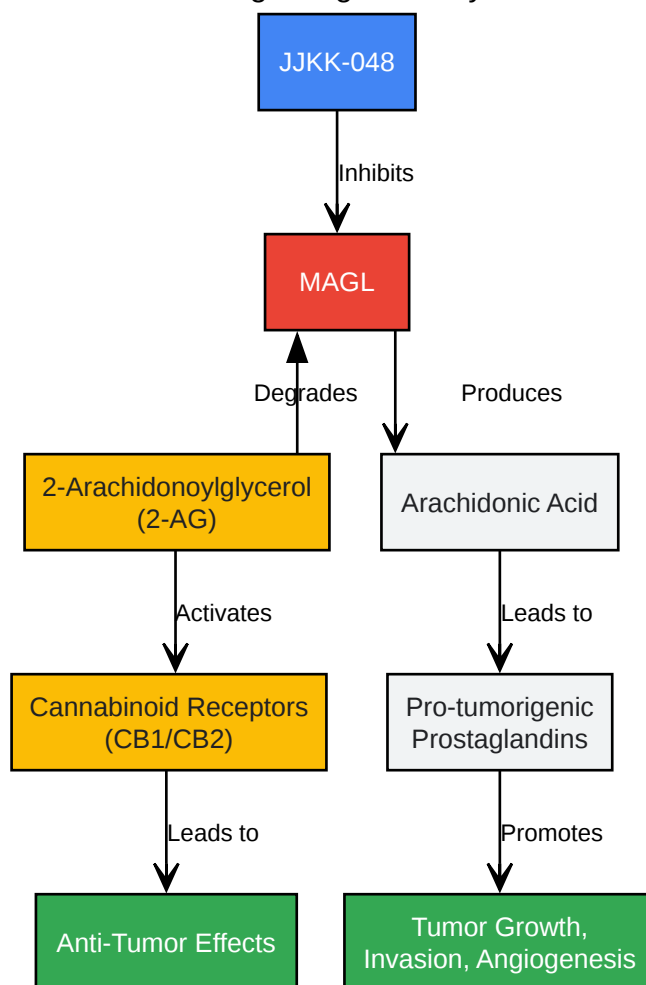 JJKK-048
Inhibits
MAGL
Degrades
Produces
2-Arachidonoylglycerol
(2-AG)
Arachidonic Acid
Activates
Leads to
Cannabinoid Receptors
(CB1/CB2)
Pro-tumorigenic
Prostaglandins
Leads to
Promotes
Anti-Tumor Effects
Tumor Growth,
Invasion, Angiogenesis